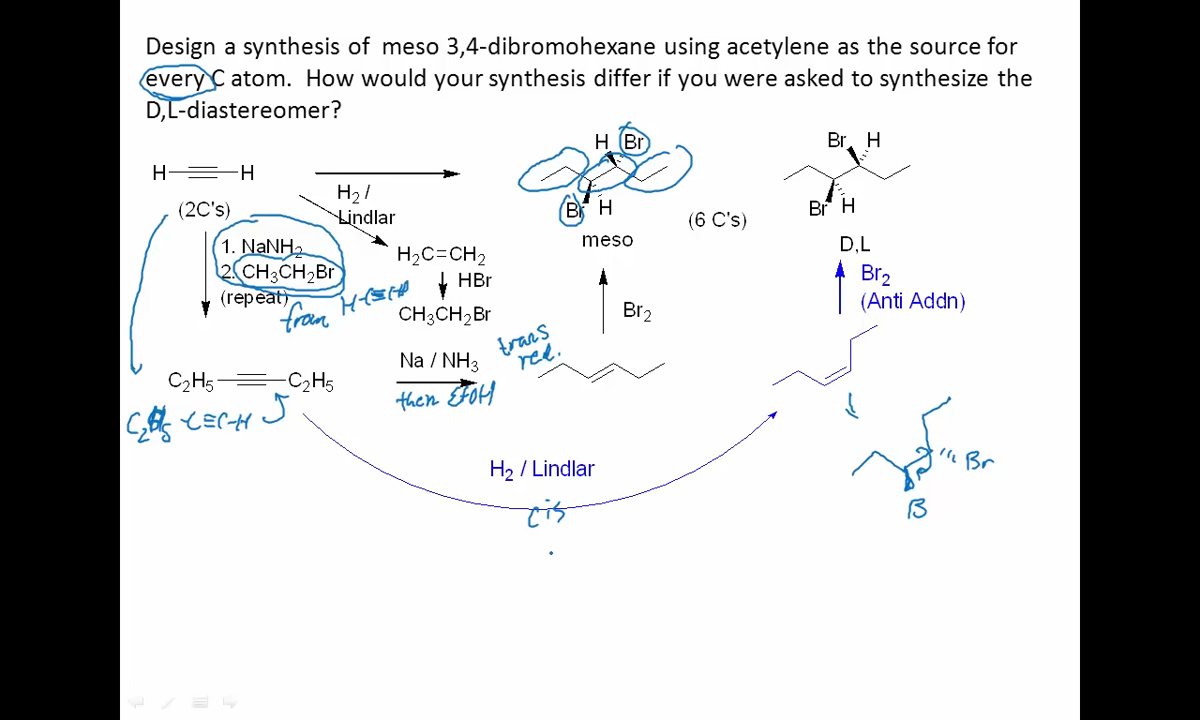 Design a synthesis of meso 3,4-dibromohexane using acetylene as the source for
every C atom. How would your synthesis differ if you were asked to synthesize the
D,L-diastereomer?
H Br
Br H
H≡H
(2C's)
H₂ /
Lindlar
Br H
(6 C's)
Br H
meso
D,L
1. NaNH₂
2. CH₃CH₂Br
(repeat)
from H-C≡C-H
H₂C=CH₂
HBr
CH₃CH₂Br
Br₂
Br₂
(Anti Addn)
trans
red.
Na / NH₃
then EtOH
C₂H₅≡C₂H₅
C₂H₅-C≡C-H
H₂ / Lindlar
cis
Br
B